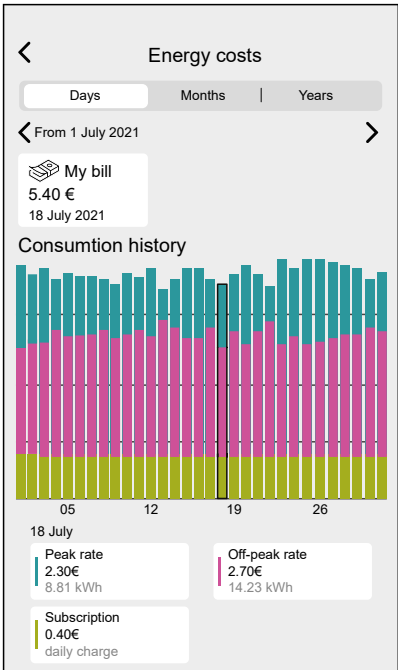 Energy costs
Days Months | Years
From 1 July 2021
My bill
5.40 €
18 July 2021
Consumtion history
05 12 19 26
18 July
Peak rate
2.30€
8.81 kWh
Off-peak rate
2.70€
14.23 kWh
Subscription
0.40€
daily charge